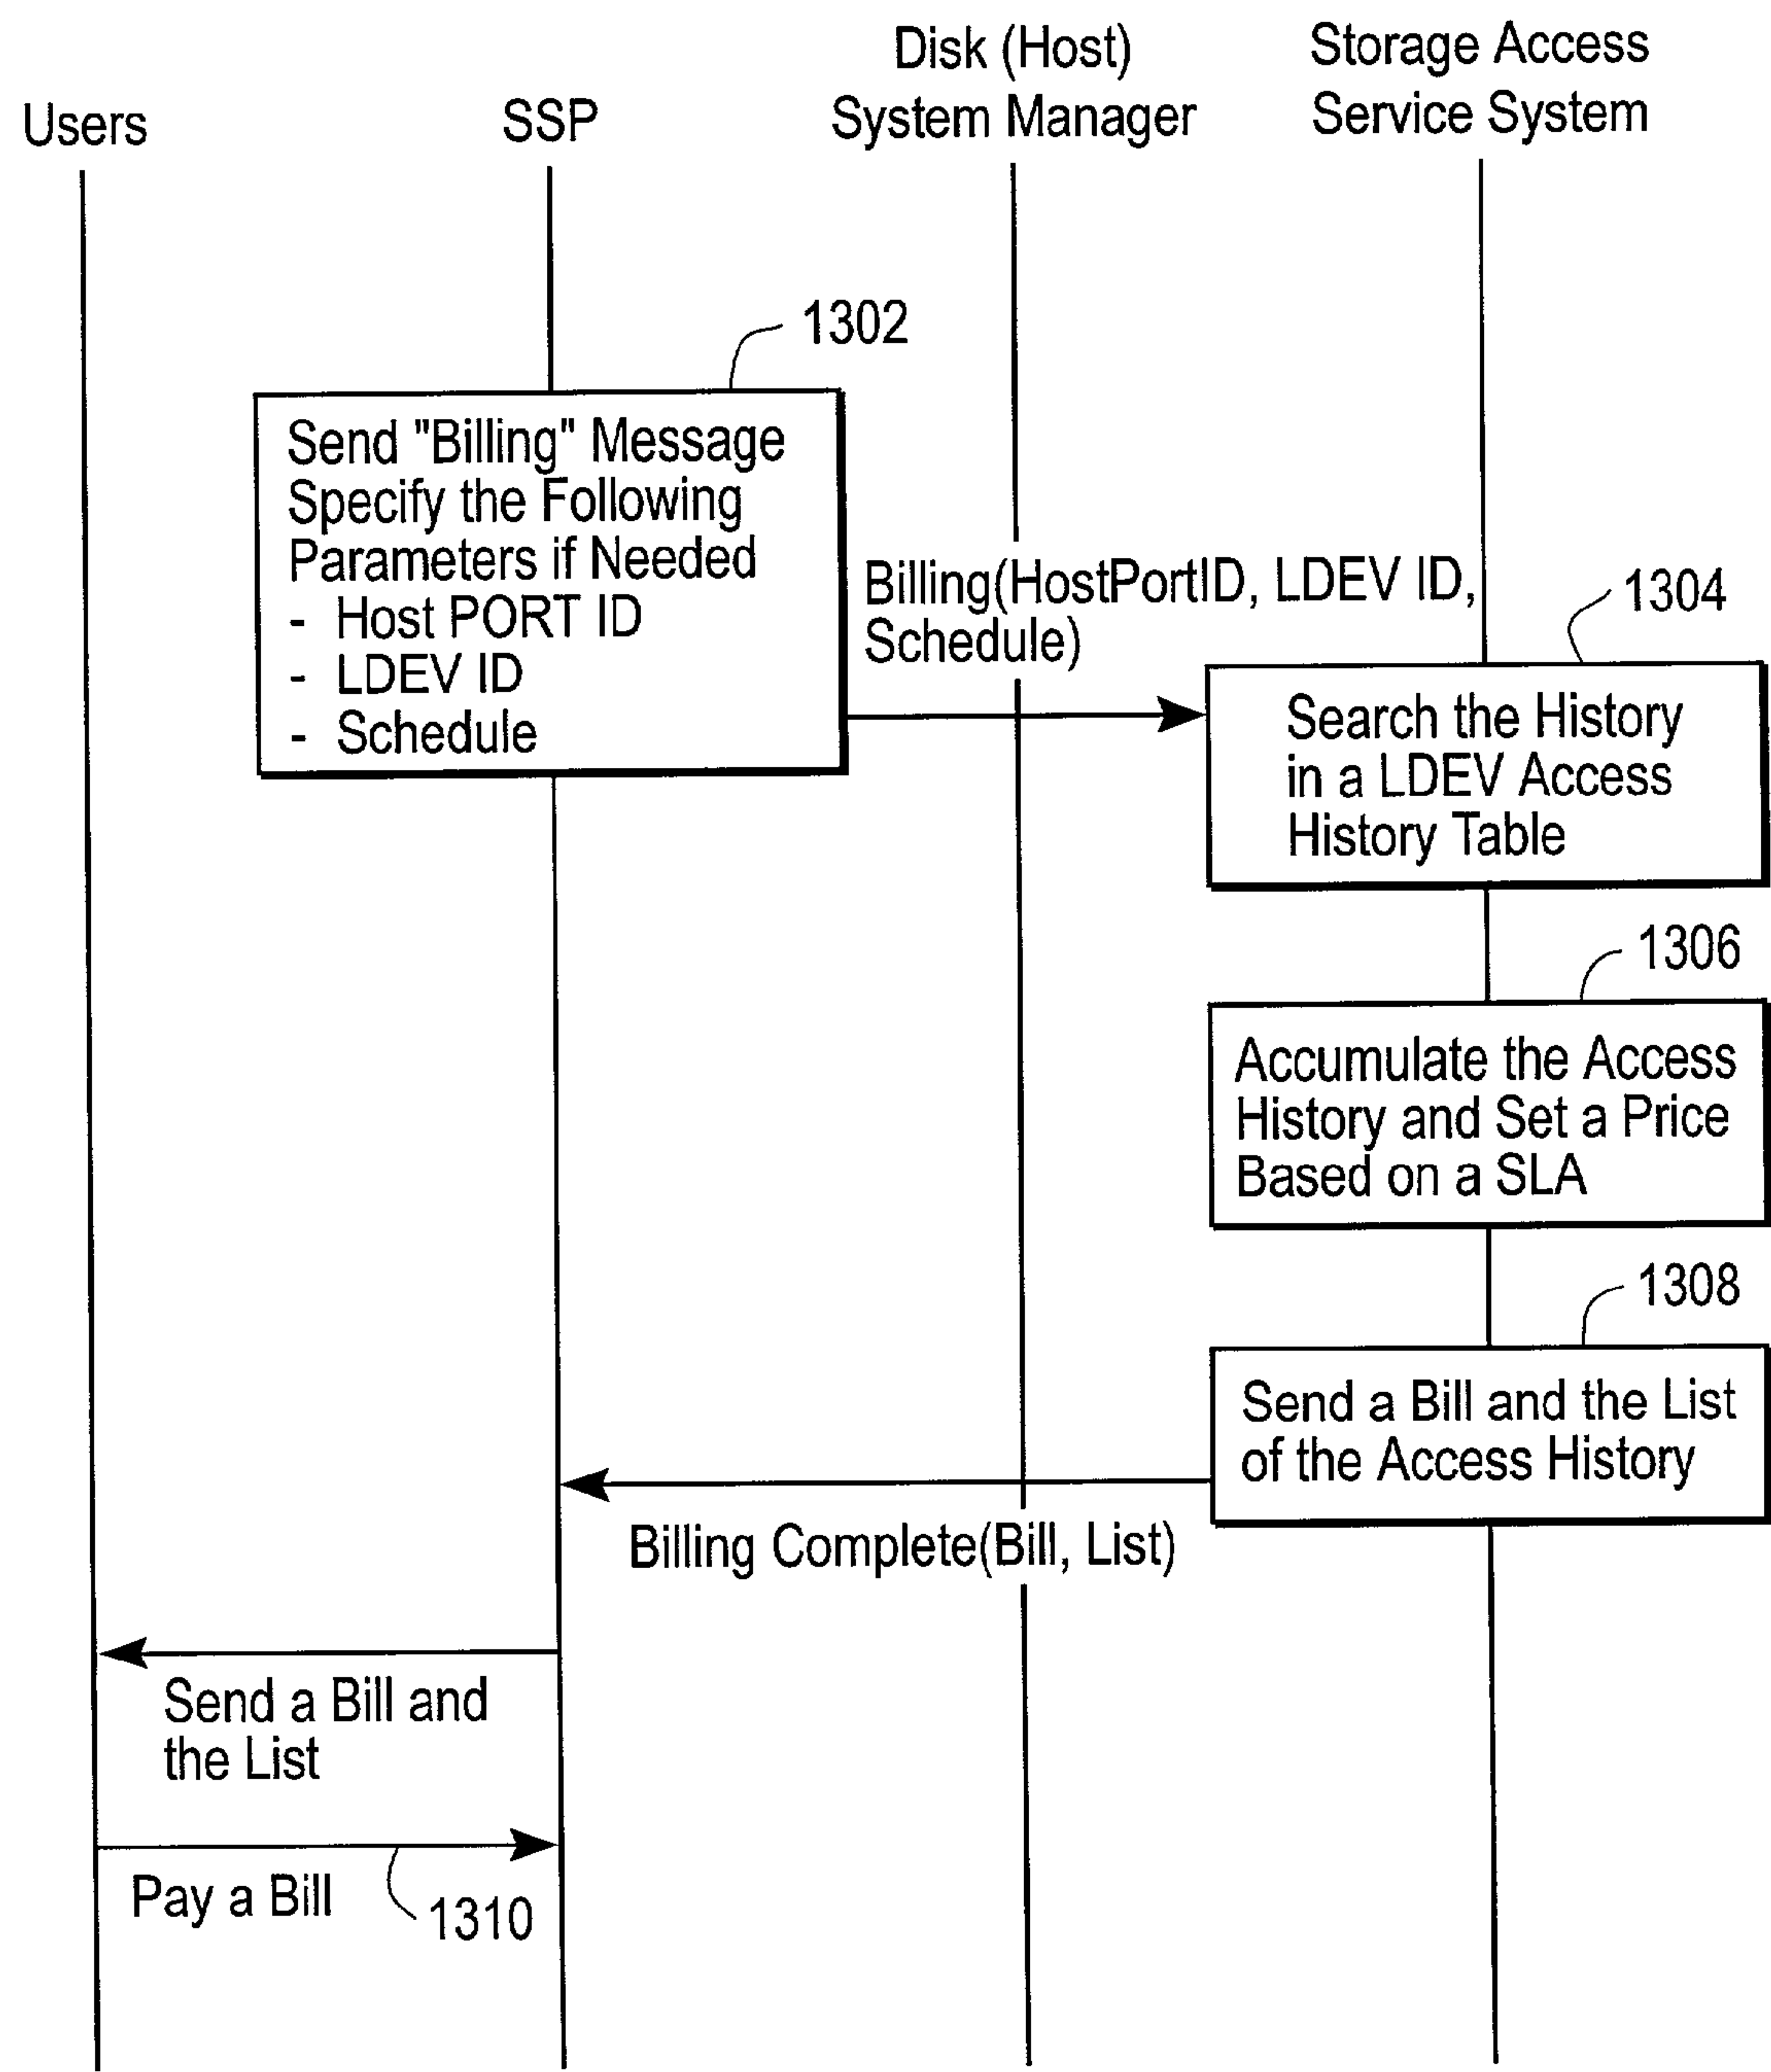 Users
SSP
Disk (Host)
System Manager
Storage Access
Service System
1302
Send "Billing" Message
Specify the Following
Parameters if Needed
- Host PORT ID
- LDEV ID
- Schedule
Billing(HostPortID, LDEV ID,
Schedule)
1304
Search the History
in a LDEV Access
History Table
1306
Accumulate the Access
History and Set a Price
Based on a SLA
1308
Send a Bill and the List
of the Access History
Billing Complete(Bill, List)
Send a Bill and
the List
Pay a Bill
1310